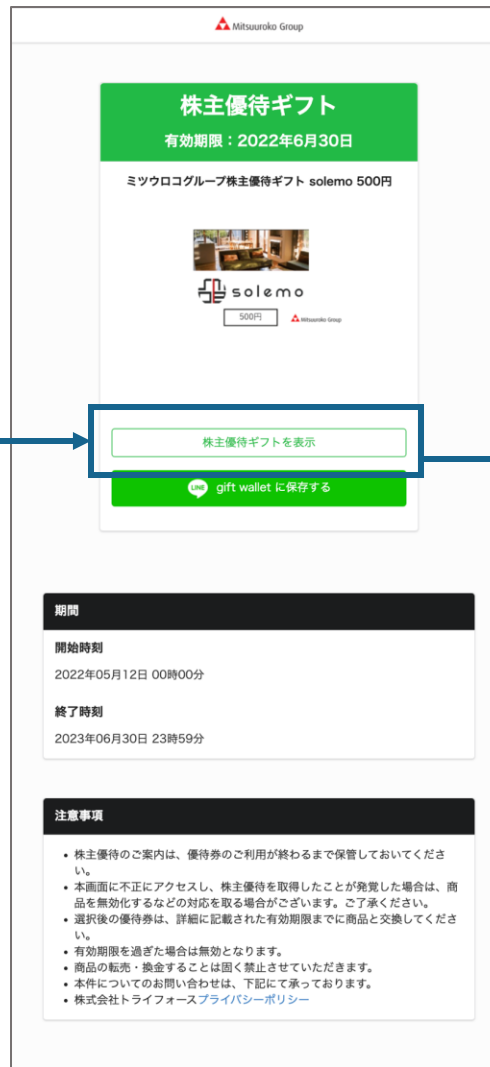 Mitsuuroko Group
株主優待ギフト
有効期限：2022年6月30日
ミツウロコグループ株主優待ギフト solemo 500円
solemo
500円
Mitsuuroko Group
株主優待ギフトを表示
LINE gift wallet に保存する
期間
開始時刻
2022年05月12日 00時00分
終了時刻
2023年06月30日 23時59分
注意事項
• 株主優待のご案内は、優待券のご利用が終わるまで保管しておいてくださ
い。
• 本画面に不正にアクセスし、株主優待を取得したことが発覚した場合は、商
品を無効化するなどの対応を取る場合がございます。ご了承ください。
• 選択後の優待券は、詳細に記載された有効期限までに商品と交換してくださ
い。
• 有効期限を過ぎた場合は無効となります。
• 商品の転売・換金することは固く禁止させていただきます。
• 本件についてのお問い合わせは、下記にて承っております。
• 株式会社トライフォースプライバシーポリシー